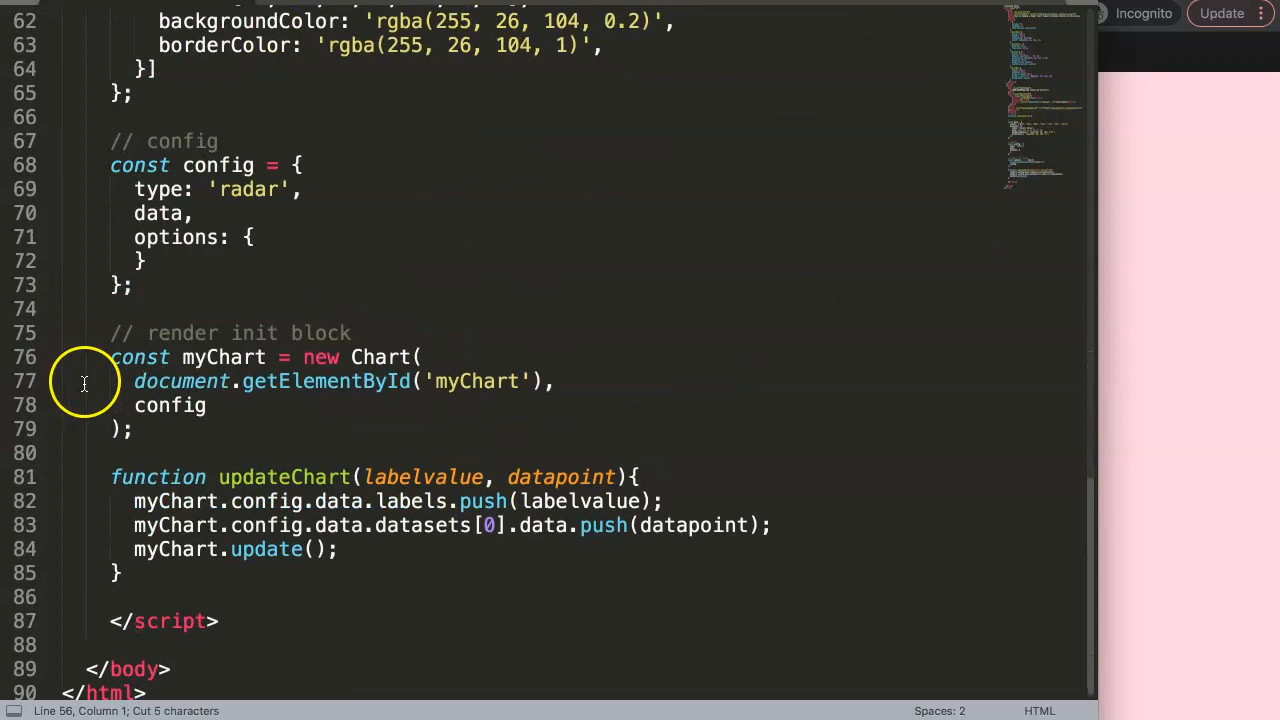 Incognito
Update
62 backgroundColor: 'rgba(255, 26, 104, 0.2)',
63 borderColor: 'rgba(255, 26, 104, 1)',
64 }]
65 };
66
67 // config
68 const config = {
69 type: 'radar',
70 data,
71 options: {
72 }
73 };
74
75 // render init block
76 const myChart = new Chart(
77 document.getElementById('myChart'),
78 config
79 );
80
81 function updateChart(labelvalue, datapoint){
82 myChart.config.data.labels.push(labelvalue);
83 myChart.config.data.datasets[0].data.push(datapoint);
84 myChart.update();
85 }
86
87 </script>
88
89 </body>
90 </html>
Line 56, Column 1; Cut 5 characters
Spaces: 2
HTML